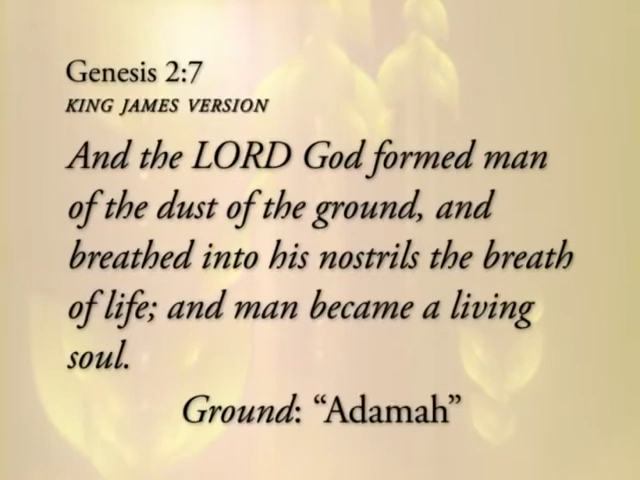 Genesis 2:7
KING JAMES VERSION
And the LORD God formed man
of the dust of the ground, and
breathed into his nostrils the breath
of life; and man became a living
soul.
Ground: “Adamah”